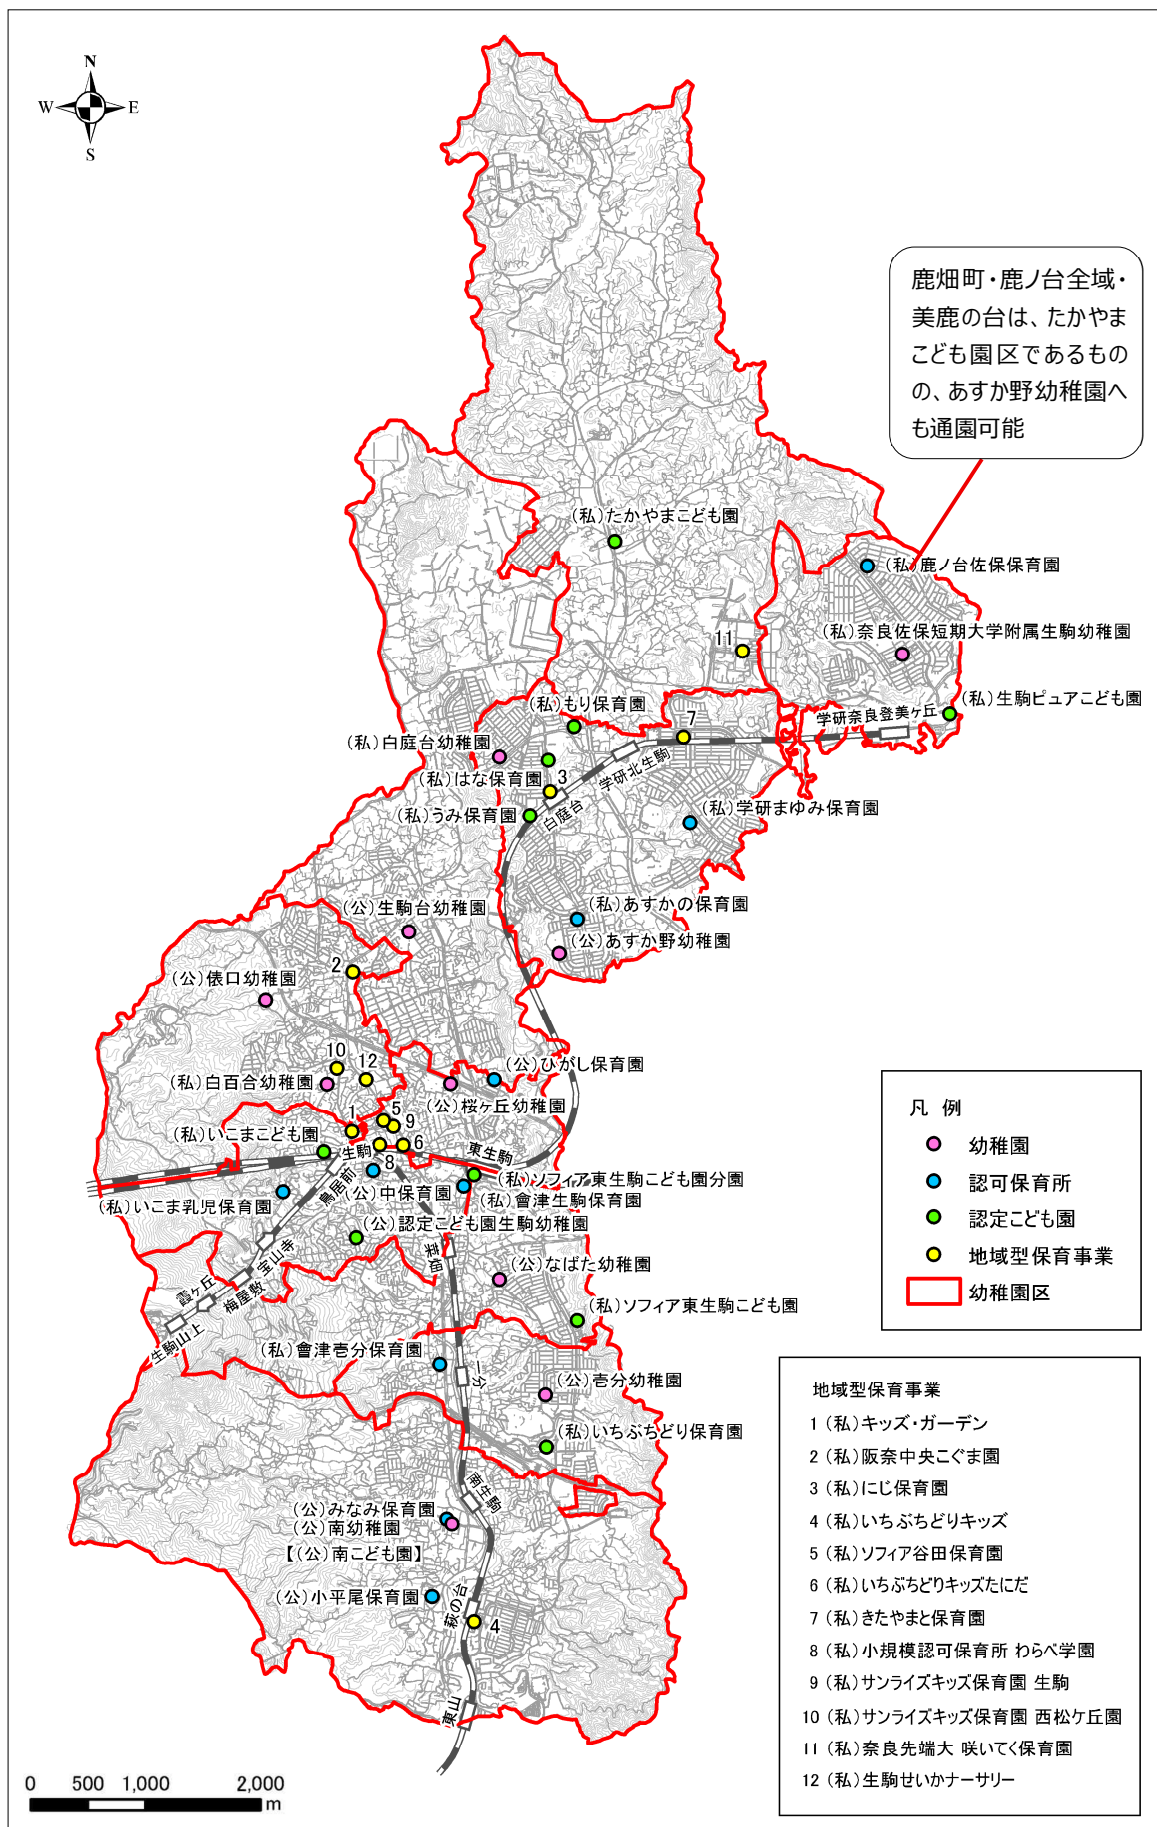 N
W E
S
鹿畑町・鹿ノ台全域・
美鹿の台は、たかやま
こども園区であるもの
の、あすか野幼稚園へ
も通園可能
(私)たかやまこども園
(私)鹿ノ台佐保保育園
(私)奈良佐保短期大学附属生駒幼稚園
11
(私)生駒ピュアこども園
学研奈良登美ヶ丘
(私)もり保育園
7
(私)白庭台幼稚園
学研北生駒
(私)はな保育園
3
白庭台
(私)うみ保育園
(私)学研まゆみ保育園
(私)あすかの保育園
(公)生駒台幼稚園
(公)あすか野幼稚園
2
(公)俵口幼稚園
10
12
(公)ひがし保育園
(私)白百合幼稚園
(公)桜ヶ丘幼稚園
1
5
9
(私)いこまこども園
生駒
6
東生駒
鳥居前
8
(私)ソフィア東生駒こども園分園
(公)中保育園
(私)會津生駒保育園
(私)いこま乳児保育園
(公)認定こども園生駒幼稚園
宝山寺
菜畑
(公)なばた幼稚園
霞ヶ丘
梅屋敷
(私)ソフィア東生駒こども園
生駒山上
(私)會津壱分保育園
一分
(公)壱分幼稚園
(私)いちぶちどり保育園
南生駒
(公)みなみ保育園
(公)南幼稚園
【(公)南こども園】
(公)小平尾保育園
萩の台
4
東山
凡 例
幼稚園
認可保育所
認定こども園
地域型保育事業
幼稚園区
地域型保育事業
1 (私)キッズ・ガーデン
2 (私)阪奈中央こぐま園
3 (私)にじ保育園
4 (私)いちぶちどりキッズ
5 (私)ソフィア谷田保育園
6 (私)いちぶちどりキッズたにだ
7 (私)きたやまと保育園
8 (私)小規模認可保育所 わらべ学園
9 (私)サンライズキッズ保育園 生駒
10 (私)サンライズキッズ保育園 西松ケ丘園
11 (私)奈良先端大 咲いてく保育園
12 (私)生駒せいかナーサリー
0 500 1,000 2,000
m